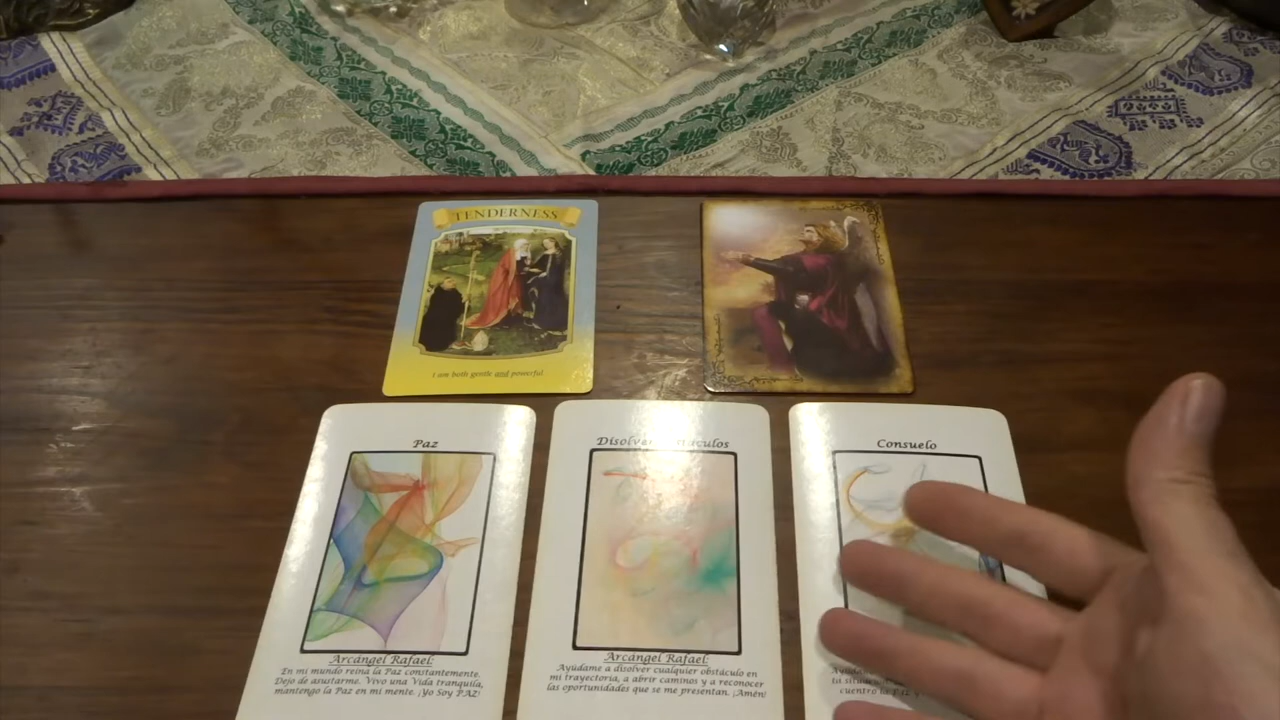 TENDERNESS
I am both gentle and powerful
Paz
Arcángel Rafael:
En mi mundo reina la Paz constantemente.
Dejo de asustarme. Vivo una Vida tranquila,
mantengo la Paz en mi mente. ¡Yo Soy PAZ!
Arcángel Rafael:
Ayúdame a disolver cualquier obstáculo en
mi trayectoria, a abrir caminos y a reconocer
las oportunidades que se me presentan. ¡Amén!
Consuelo